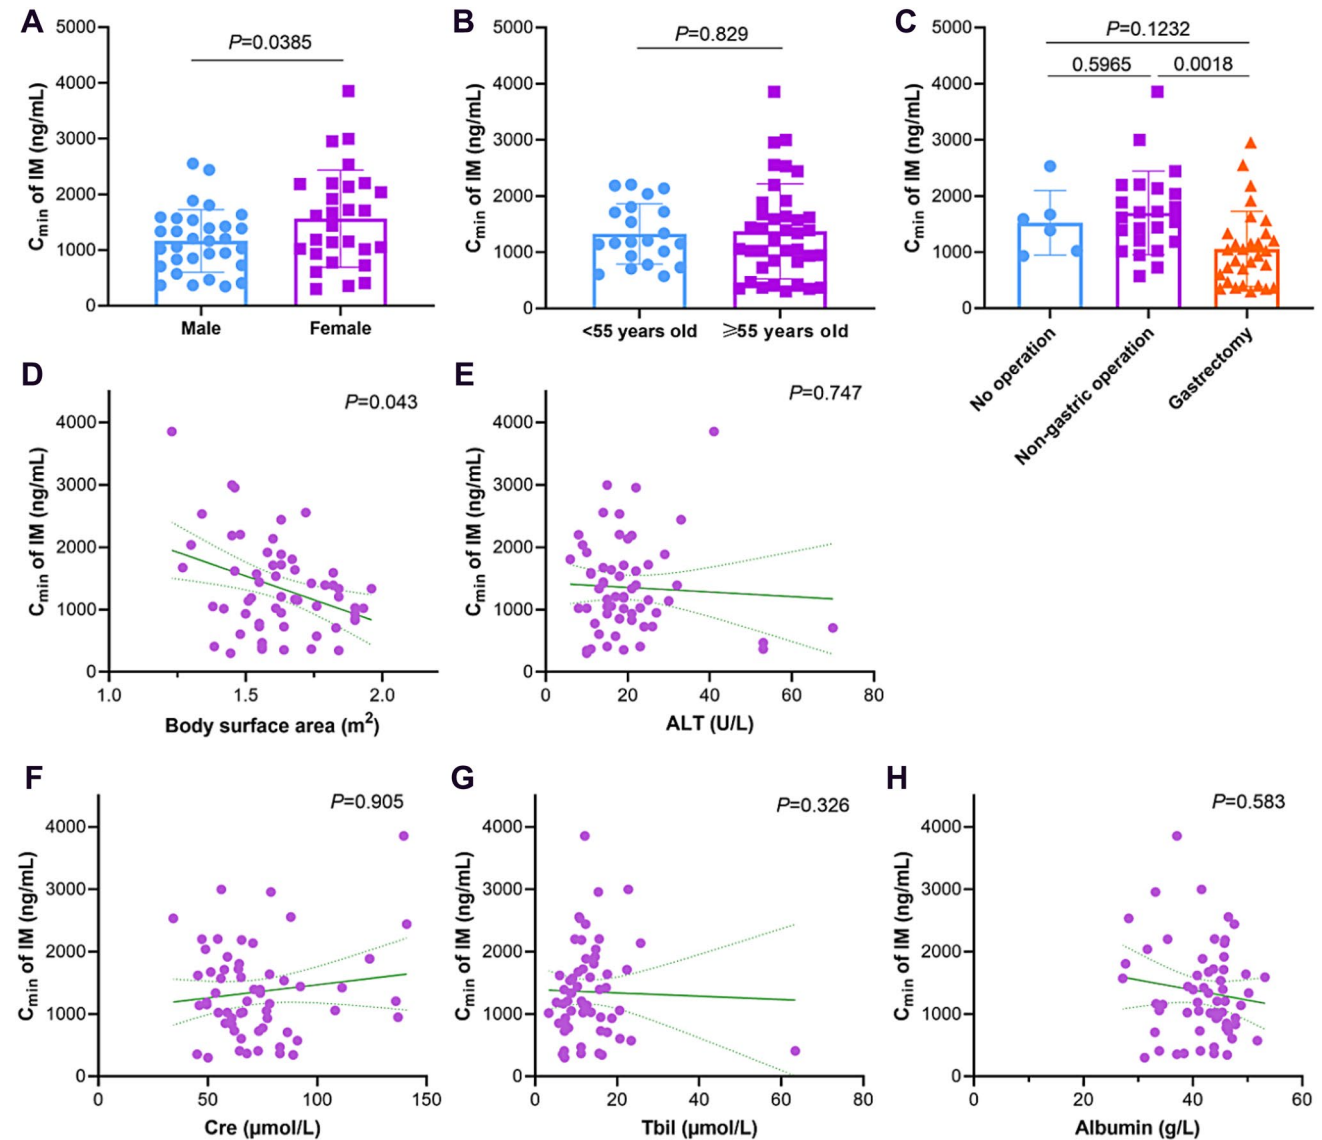 A
P=0.0385
Cmin of IM (ng/mL)
5000
4000
3000
2000
1000
0
Male
Female
B
P=0.829
Cmin of IM (ng/mL)
5000
4000
3000
2000
1000
0
<55 years old
⩾55 years old
C
P=0.1232
0.5965
0.0018
Cmin of IM (ng/mL)
5000
4000
3000
2000
1000
0
No operation
Non-gastric operation
Gastrectomy
D
P=0.043
Cmin of IM (ng/mL)
4000
3000
2000
1000
0
1.0
1.5
2.0
Body surface area (m²)
E
P=0.747
Cmin of IM (ng/mL)
4000
3000
2000
1000
0
0
20
40
60
80
ALT (U/L)
F
P=0.905
Cmin of IM (ng/mL)
4000
3000
2000
1000
0
0
50
100
150
Cre (μmol/L)
G
P=0.326
Cmin of IM (ng/mL)
4000
3000
2000
1000
0
0
20
40
60
80
Tbil (μmol/L)
H
P=0.583
Cmin of IM (ng/mL)
4000
3000
2000
1000
0
0
20
40
60
Albumin (g/L)